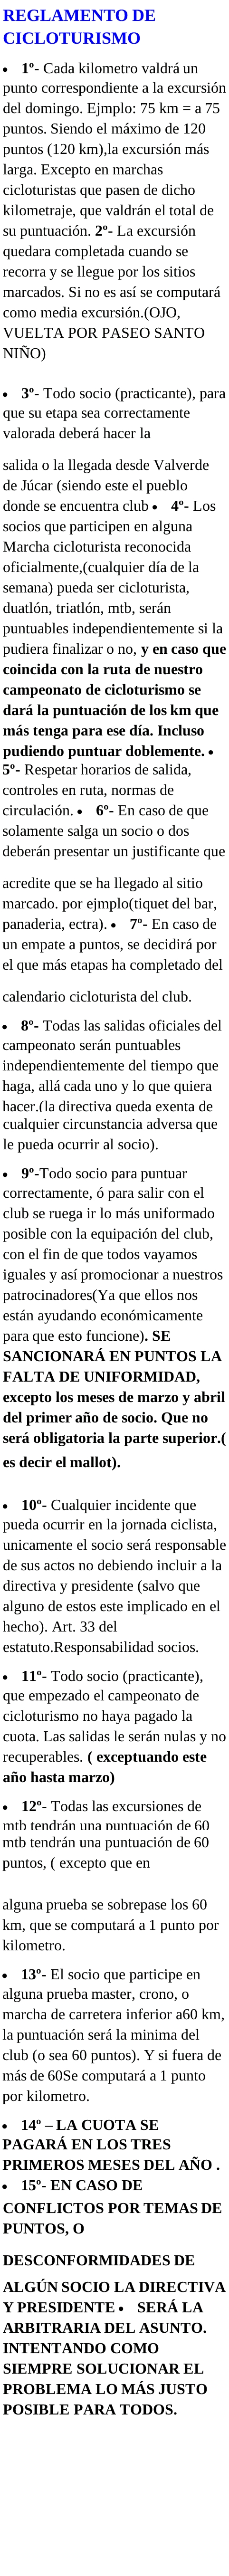 REGLAMENTO DE
CICLOTURISMO
• 1º- Cada kilometro valdrá un
punto correspondiente a la excursión
del domingo. Ejmplo: 75 km = a 75
puntos. Siendo el máximo de 120
puntos (120 km),la excursión más
larga. Excepto en marchas
cicloturistas que pasen de dicho
kilometraje, que valdrán el total de
su puntuación. 2º- La excursión
quedara completada cuando se
recorra y se llegue por los sitios
marcados. Si no es así se computará
como media excursión.(OJO,
VUELTA POR PASEO SANTO
NIÑO)
• 3º- Todo socio (practicante), para
que su etapa sea correctamente
valorada deberá hacer la
salida o la llegada desde Valverde
de Júcar (siendo este el pueblo
donde se encuentra club • 4º- Los
socios que participen en alguna
Marcha cicloturista reconocida
oficialmente,(cualquier día de la
semana) pueda ser cicloturista,
duatlón, triatlón, mtb, serán
puntuables independientemente si la
pudiera finalizar o no, y en caso que
coincida con la ruta de nuestro
campeonato de cicloturismo se
dará la puntuación de los km que
más tenga para ese día. Incluso
pudiendo puntuar doblemente. •
5º- Respetar horarios de salida,
controles en ruta, normas de
circulación. • 6º- En caso de que
solamente salga un socio o dos
deberán presentar un justificante que
acredite que se ha llegado al sitio
marcado. por ejmplo(tiquet del bar,
panaderia, ectra). • 7º- En caso de
un empate a puntos, se decidirá por
el que más etapas ha completado del
calendario cicloturista del club.
• 8º- Todas las salidas oficiales del
campeonato serán puntuables
independientemente del tiempo que
haga, allá cada uno y lo que quiera
hacer.(la directiva queda exenta de
cualquier circunstancia adversa que
le pueda ocurrir al socio).
• 9º-Todo socio para puntuar
correctamente, ó para salir con el
club se ruega ir lo más uniformado
posible con la equipación del club,
con el fin de que todos vayamos
iguales y así promocionar a nuestros
patrocinadores(Ya que ellos nos
están ayudando económicamente
para que esto funcione). SE
SANCIONARÁ EN PUNTOS LA
FALTA DE UNIFORMIDAD,
excepto los meses de marzo y abril
del primer año de socio. Que no
será obligatoria la parte superior.(
es decir el mallot).
• 10º- Cualquier incidente que
pueda ocurrir en la jornada ciclista,
unicamente el socio será responsable
de sus actos no debiendo incluir a la
directiva y presidente (salvo que
alguno de estos este implicado en el
hecho). Art. 33 del
estatuto.Responsabilidad socios.
• 11º- Todo socio (practicante),
que empezado el campeonato de
cicloturismo no haya pagado la
cuota. Las salidas le serán nulas y no
recuperables. ( exceptuando este
año hasta marzo)
• 12º- Todas las excursiones de
mtb tendrán una puntuación de 60
mtb tendrán una puntuación de 60
puntos, ( excepto que en
alguna prueba se sobrepase los 60
km, que se computará a 1 punto por
kilometro.
• 13º- El socio que participe en
alguna prueba master, crono, o
marcha de carretera inferior a60 km,
la puntuación será la minima del
club (o sea 60 puntos). Y si fuera de
más de 60Se computará a 1 punto
por kilometro.
• 14º – LA CUOTA SE
PAGARÁ EN LOS TRES
PRIMEROS MESES DEL AÑO .
• 15º- EN CASO DE
CONFLICTOS POR TEMAS DE
PUNTOS, O
DESCONFORMIDADES DE
ALGÚN SOCIO LA DIRECTIVA
Y PRESIDENTE • SERÁ LA
ARBITRARIA DEL ASUNTO.
INTENTANDO COMO
SIEMPRE SOLUCIONAR EL
PROBLEMA LO MÁS JUSTO
POSIBLE PARA TODOS.